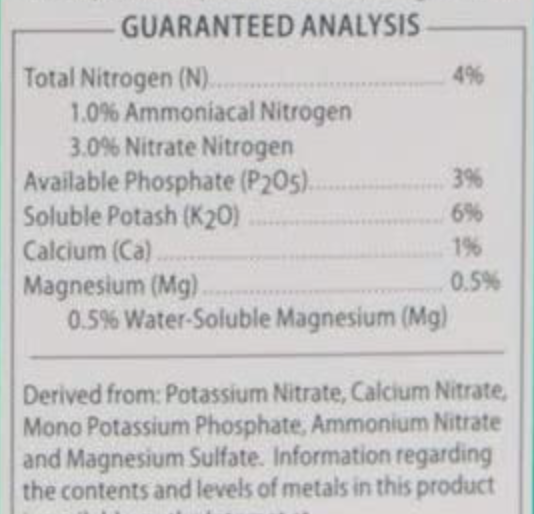 GUARANTEED ANALYSIS
Total Nitrogen (N)........................................ 4%
1.0% Ammoniacal Nitrogen
3.0% Nitrate Nitrogen
Available Phosphate (P2O5)....................... 3%
Soluble Potash (K2O) ................................. 6%
Calcium (Ca) ................................................ 1%
Magnesium (Mg) ........................................ 0.5%
0.5% Water-Soluble Magnesium (Mg)
Derived from: Potassium Nitrate, Calcium Nitrate,
Mono Potassium Phosphate, Ammonium Nitrate
and Magnesium Sulfate. Information regarding
the contents and levels of metals in this product